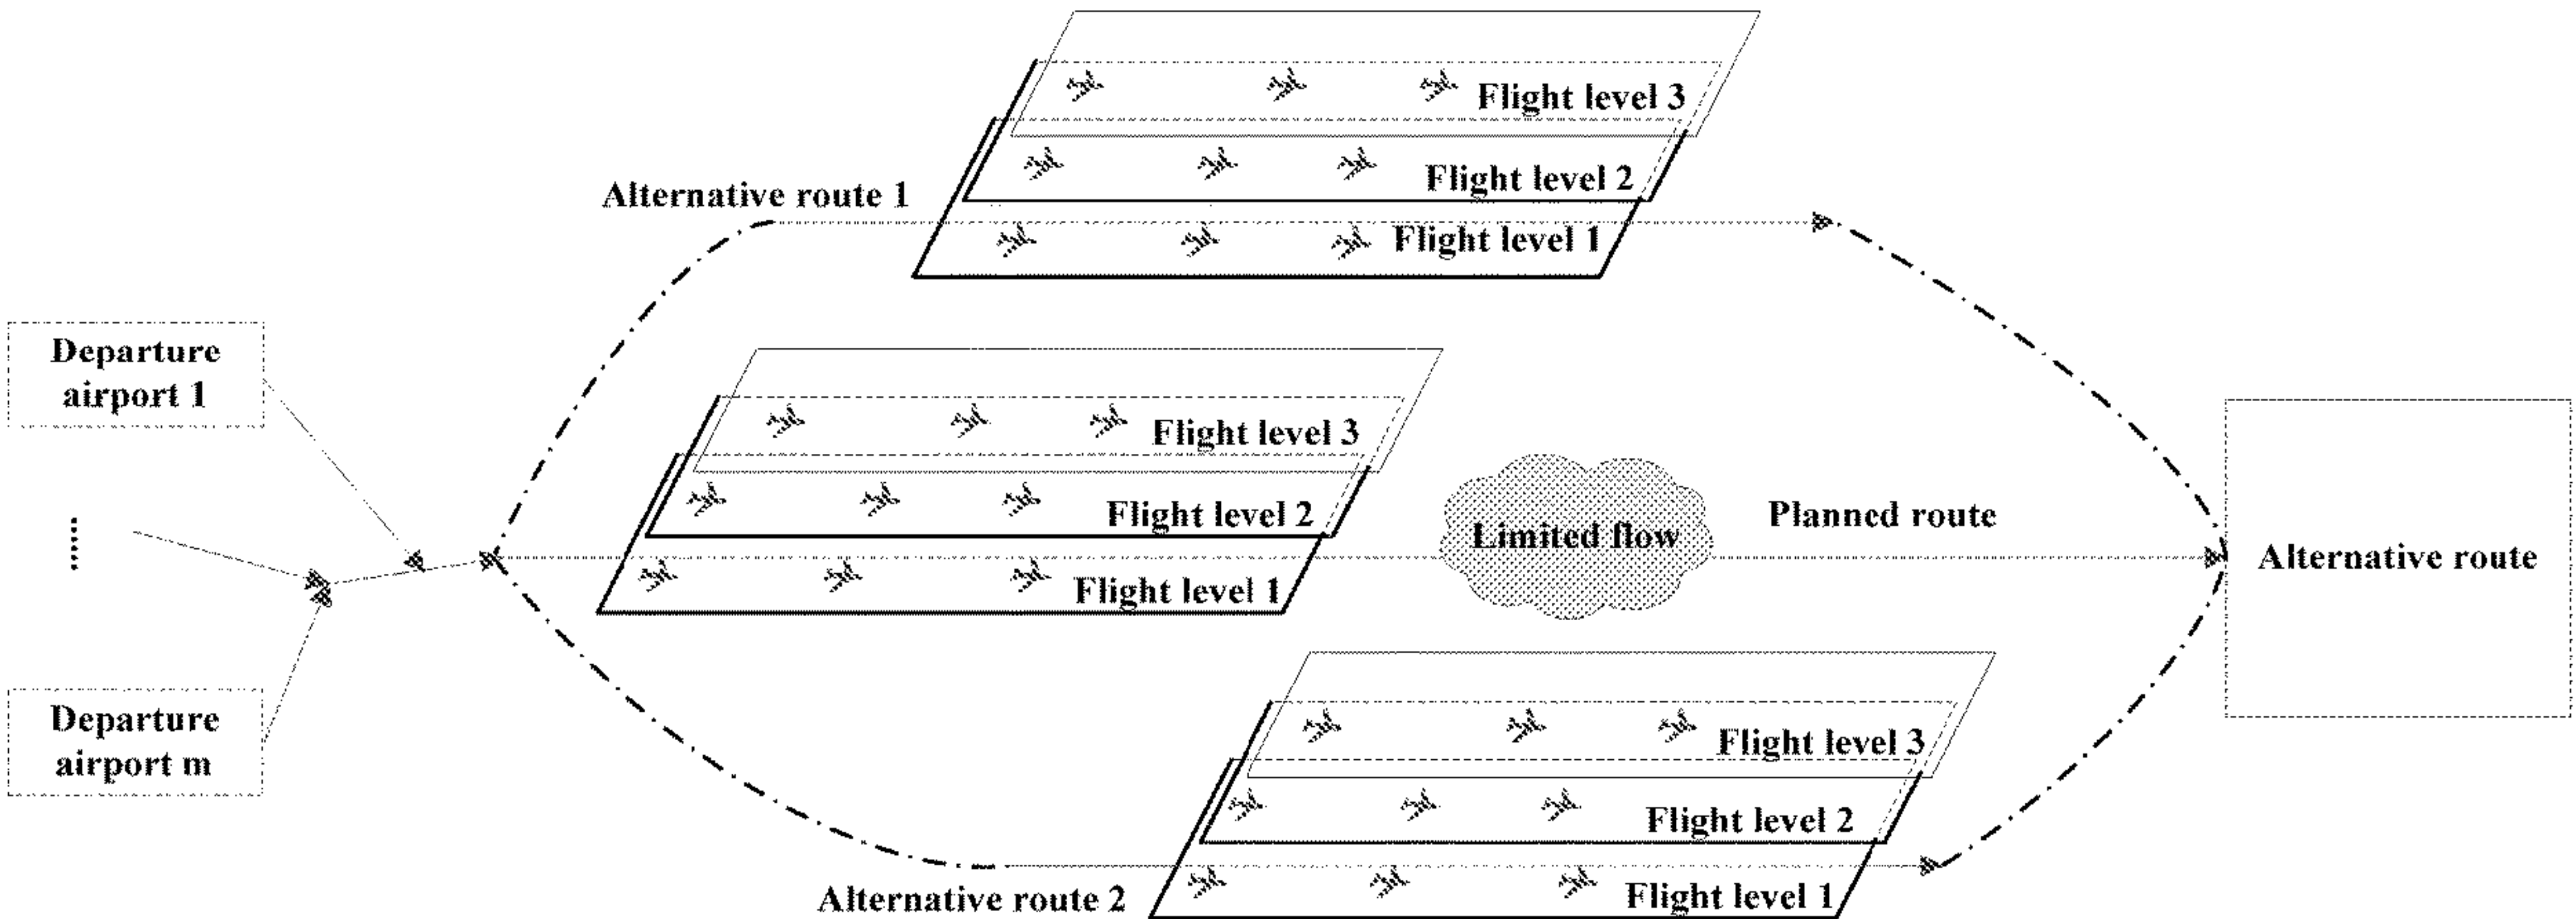 Flight level 3
Flight level 2
Alternative route 1
Flight level 1
Departure
airport 1
Flight level 3
Flight level 2
Limited flow
Planned route
Alternative route
Flight level 1
Departure
airport m
Flight level 3
Flight level 2
Alternative route 2
Flight level 1